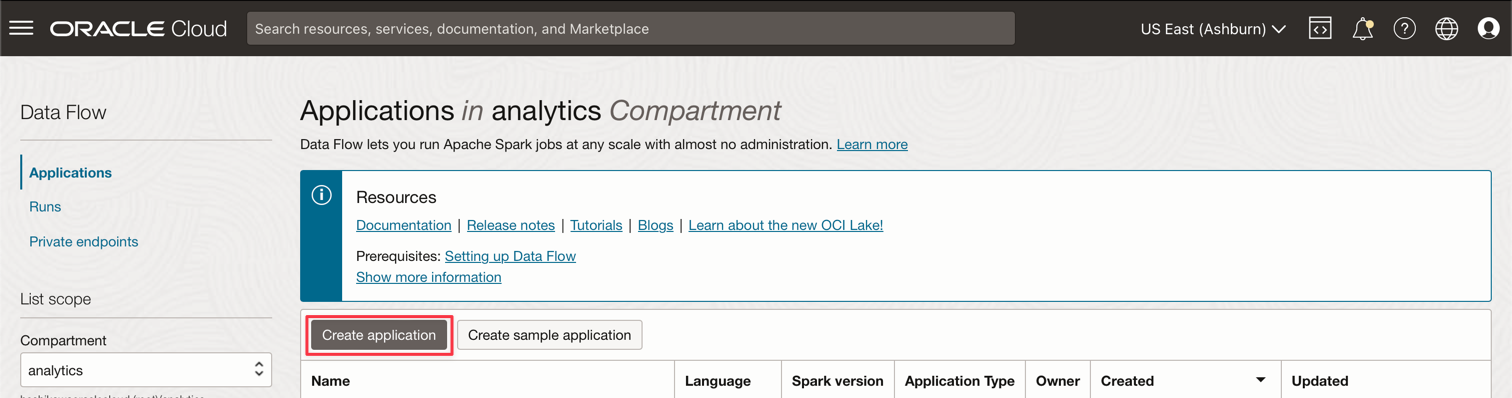 ORACLE Cloud
Search resources, services, documentation, and Marketplace
US East (Ashburn)
Data Flow
Applications
Runs
Private endpoints
List scope
Compartment
analytics
Applications in analytics Compartment
Data Flow lets you run Apache Spark jobs at any scale with almost no administration. Learn more
Resources
Documentation | Release notes | Tutorials | Blogs | Learn about the new OCI Lake!
Prerequisites: Setting up Data Flow
Show more information
Create application Create sample application
Name Language Spark version Application Type Owner Created Updated